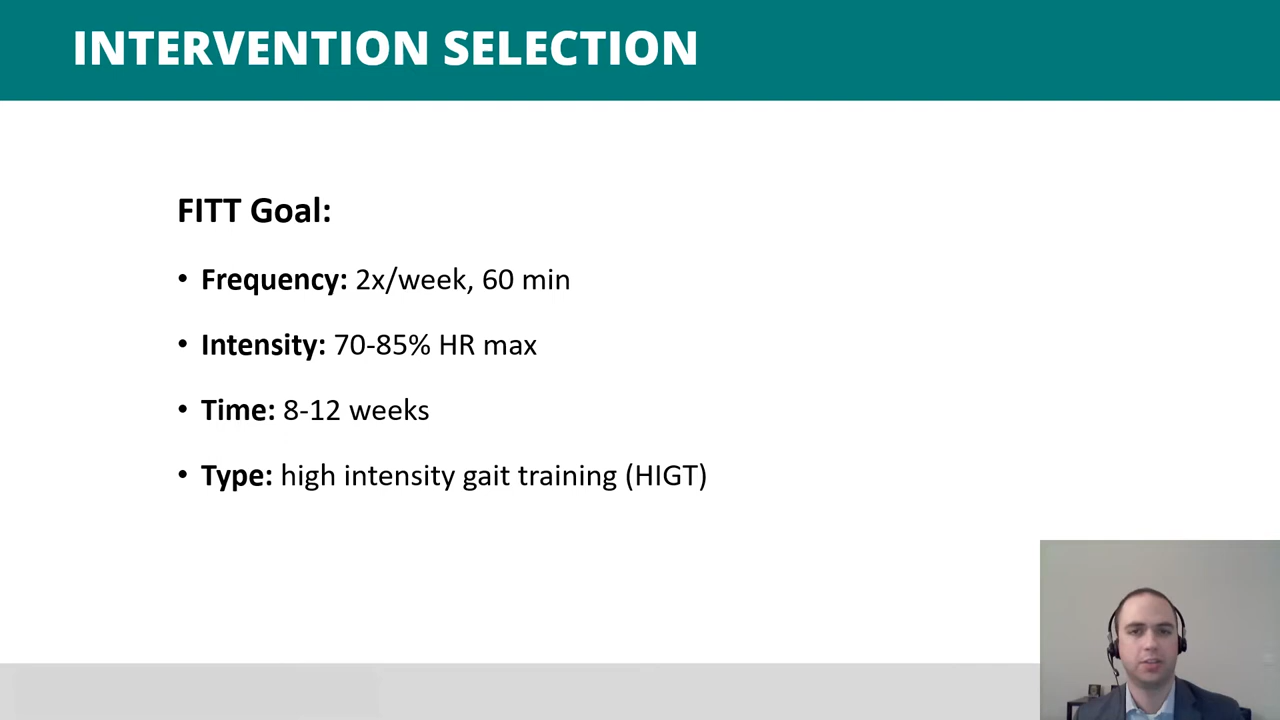 INTERVENTION SELECTION
FITT Goal:
• Frequency: 2x/week, 60 min
• Intensity: 70-85% HR max
• Time: 8-12 weeks
• Type: high intensity gait training (HIGT)